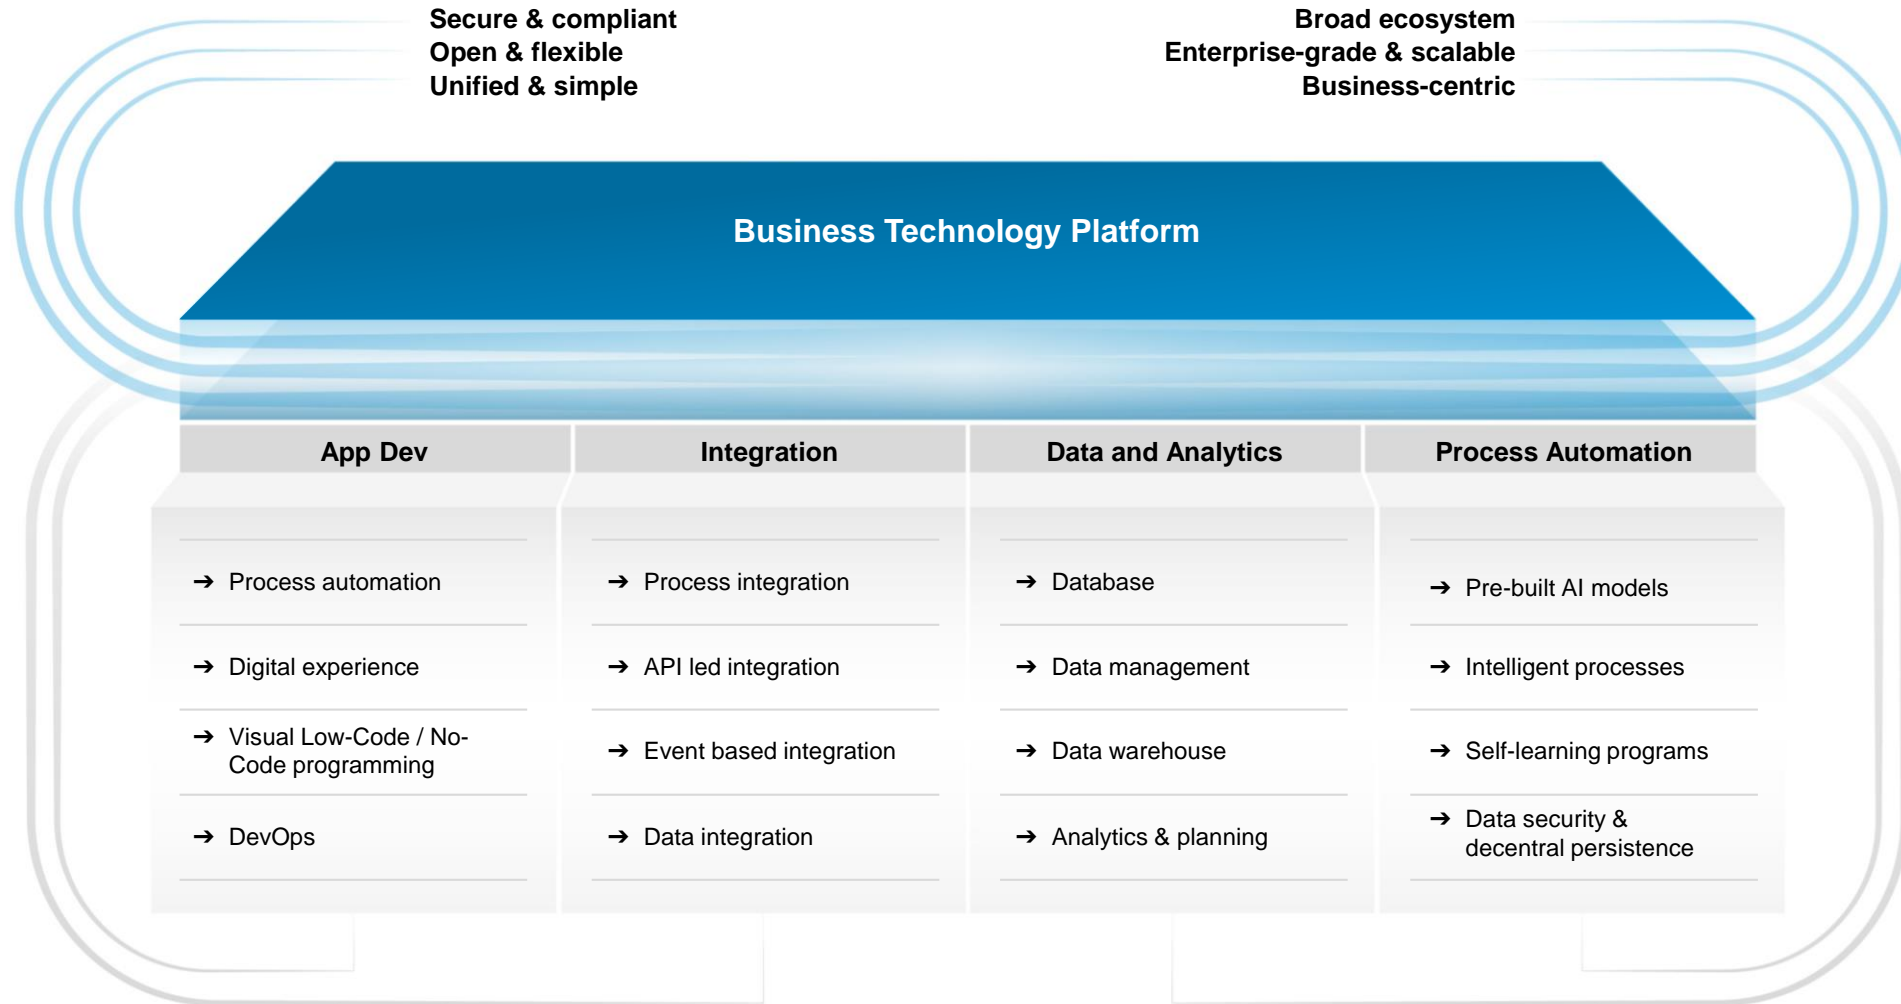 Secure & compliant
Open & flexible
Unified & simple
Broad ecosystem
Enterprise-grade & scalable
Business-centric
Business Technology Platform
App Dev
Process automation
Digital experience
Visual Low-Code / No-
Code programming
DevOps
Integration
Process integration
API led integration
Event based integration
Data integration
Data and Analytics
Database
Data management
Data warehouse
Analytics & planning
Process Automation
Pre-built AI models
Intelligent processes
Self-learning programs
Data security &
decentral persistence